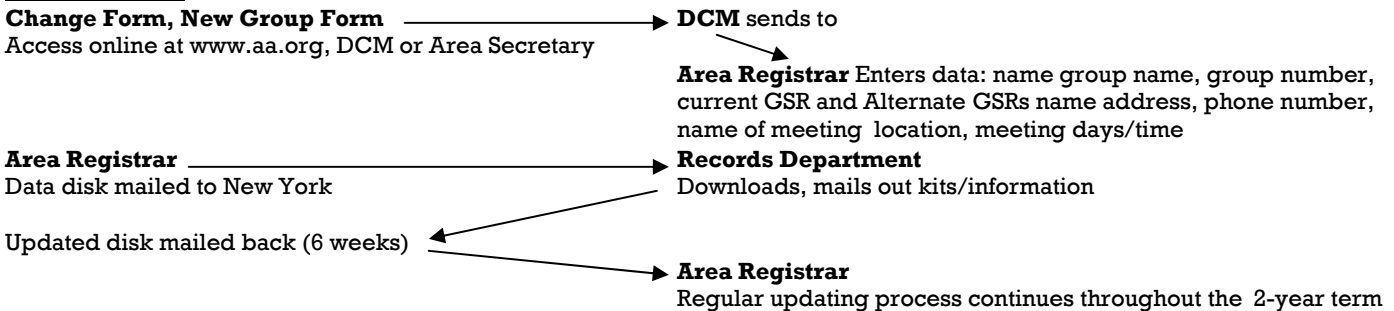 Change Form, New Group Form DCM sends to
Access online at www.aa.org, DCM or Area Secretary
Area Registrar Enters data: name group name, group number,
current GSR and Alternate GSRs name address, phone number,
name of meeting location, meeting days/time
Area Registrar Records Department
Data disk mailed to New York Downloads, mails out kits/information
Updated disk mailed back (6 weeks)
Area Registrar
Regular updating process continues throughout the 2-year term